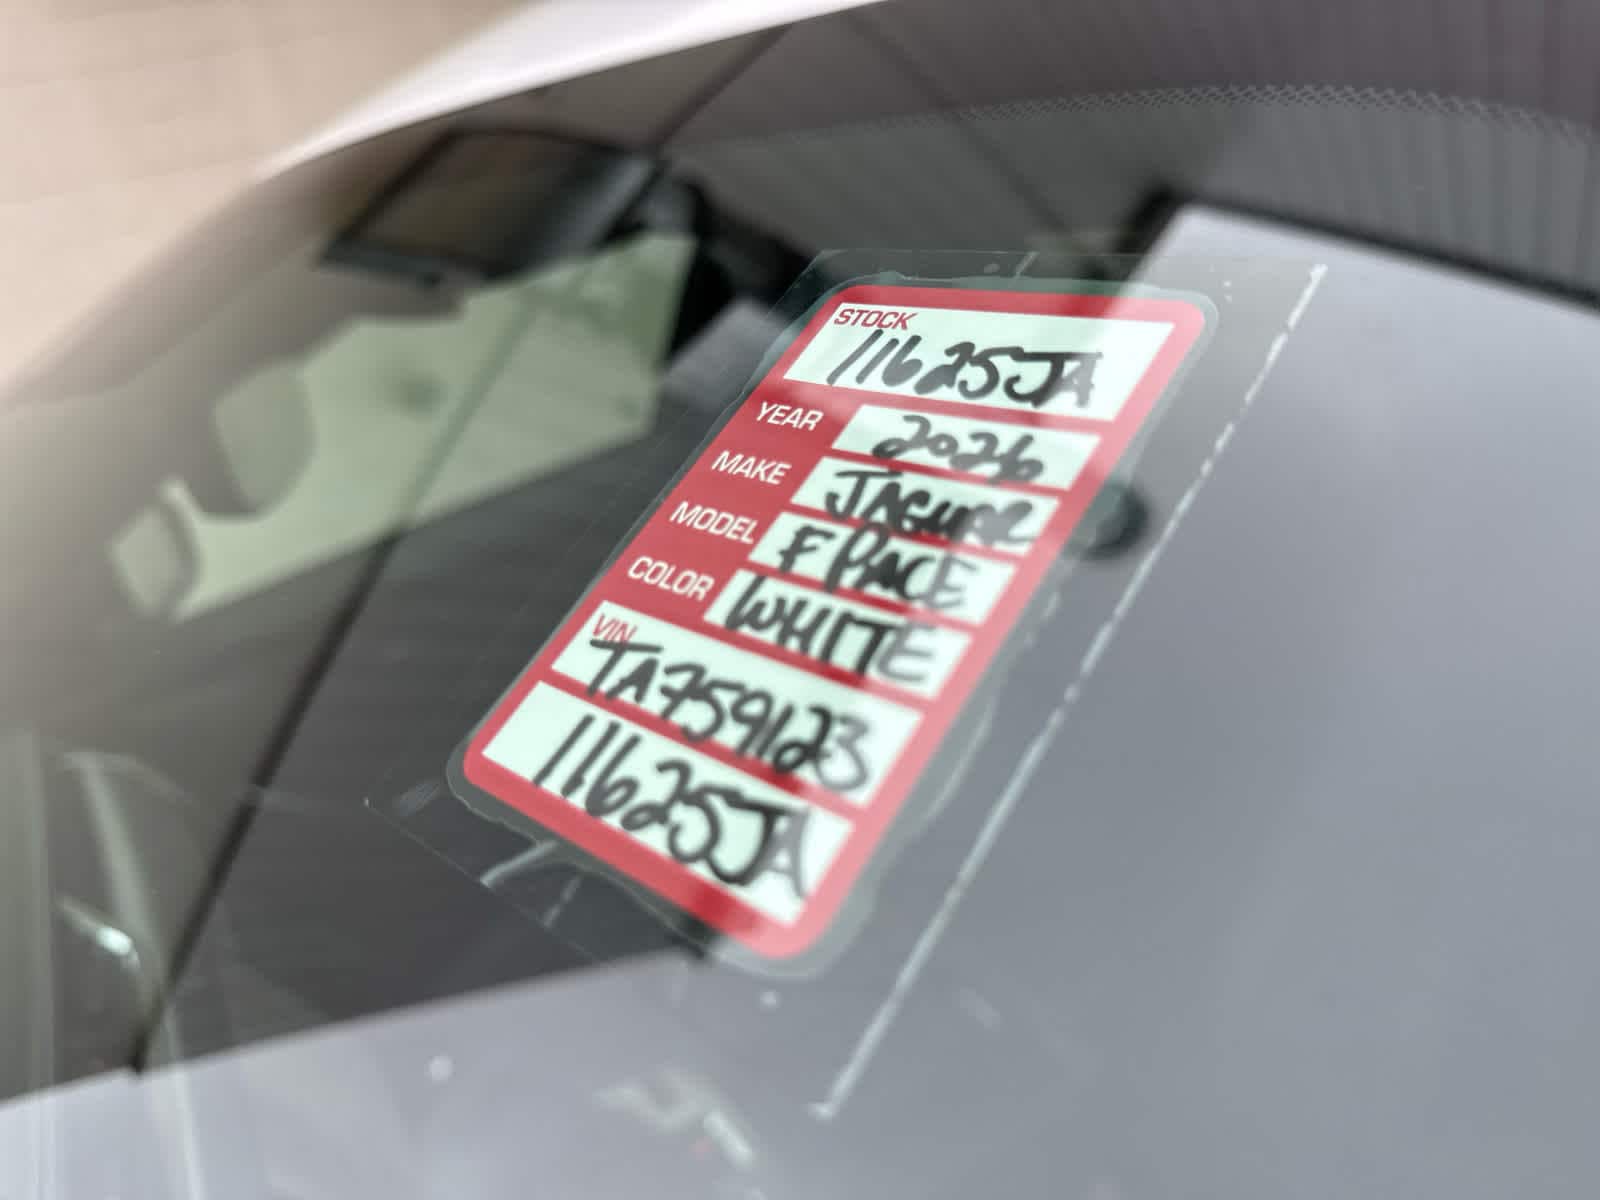 STOCK
11625JA
YEAR 2026
MAKE JAGUAR
MODEL F PACE
COLOR WHITE
VIN
TA759123
11625JA